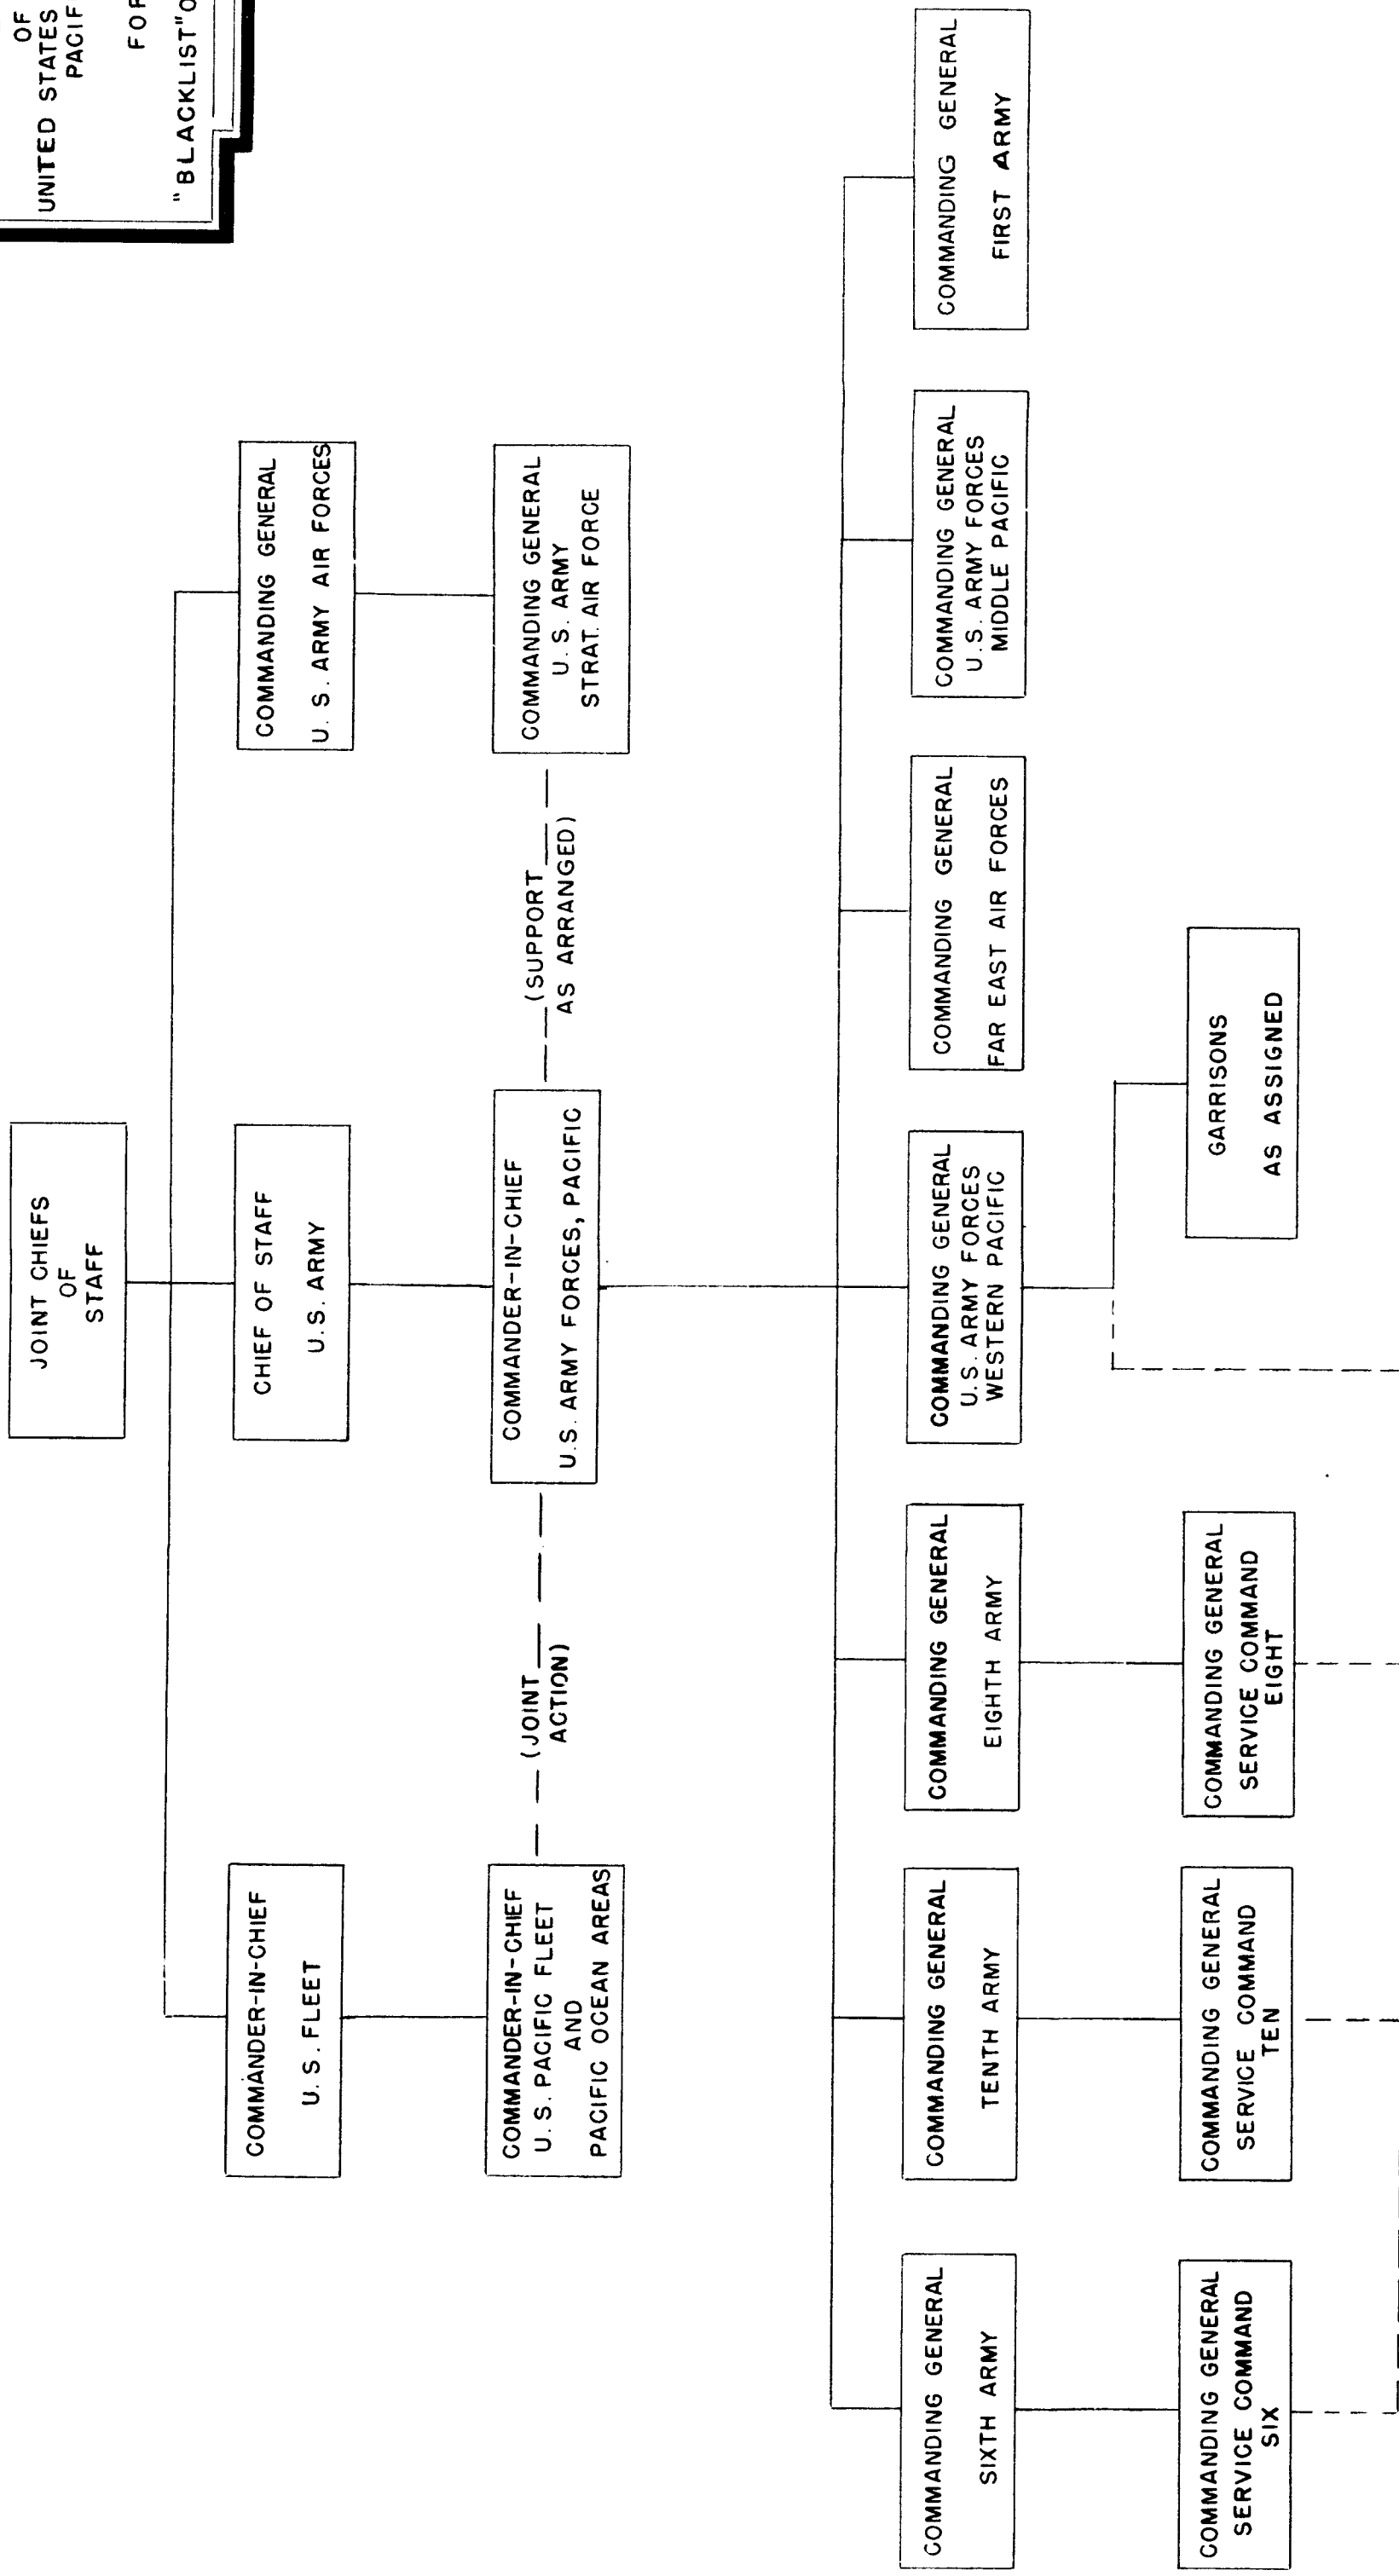 OF
UNITED STATES
PACIF
FOR
"BLACKLIST"O
JOINT CHIEFS
OF
STAFF
COMMANDER-IN-CHIEF
U.S. FLEET
CHIEF OF STAFF
U.S. ARMY
COMMANDING GENERAL
U.S. ARMY AIR FORCES
COMMANDER-IN-CHIEF
U.S. PACIFIC FLEET
AND
PACIFIC OCEAN AREAS
(JOINT
ACTION)
COMMANDER-IN-CHIEF
U.S. ARMY FORCES, PACIFIC
(SUPPORT
AS ARRANGED)
COMMANDING GENERAL
U.S. ARMY
STRAT. AIR FORCE
COMMANDING GENERAL
SIXTH ARMY
COMMANDING GENERAL
TENTH ARMY
COMMANDING GENERAL
EIGHTH ARMY
COMMANDING GENERAL
U.S. ARMY FORCES
WESTERN PACIFIC
COMMANDING GENERAL
FAR EAST AIR FORCES
COMMANDING GENERAL
U.S. ARMY FORCES
MIDDLE PACIFIC
COMMANDING GENERAL
FIRST ARMY
COMMANDING GENERAL
SERVICE COMMAND
SIX
COMMANDING GENERAL
SERVICE COMMAND
TEN
COMMANDING GENERAL
SERVICE COMMAND
EIGHT
GARRISONS
AS ASSIGNED